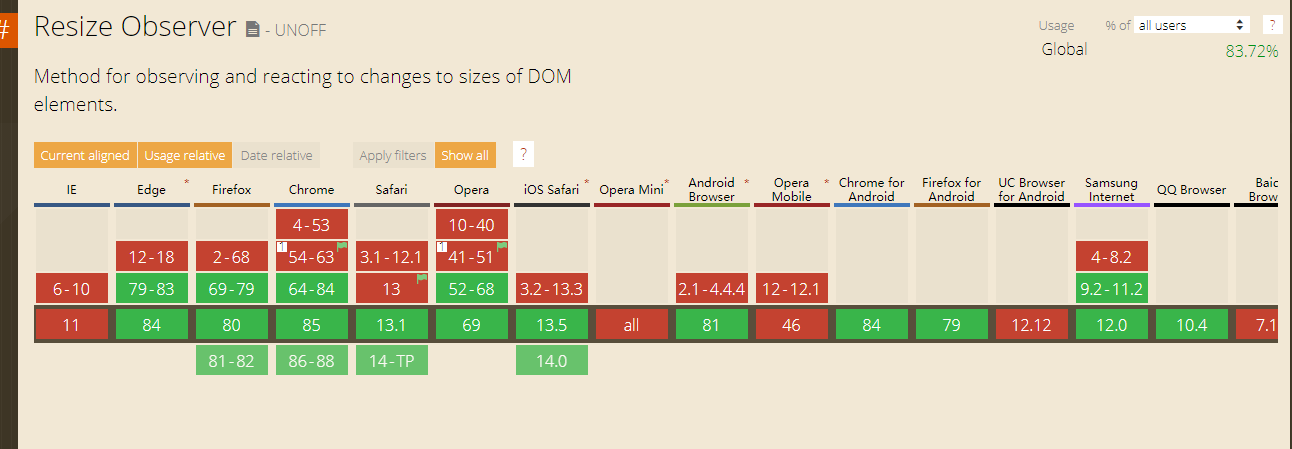 #
Resize Observer - UNOFF
Usage % of all users ?
Global 83.72%
Method for observing and reacting to changes to sizes of DOM
elements.
Current aligned Usage relative Date relative Apply filters Show all ?
IE Edge * Firefox Chrome Safari Opera iOS Safari * Opera Mini * Android Browser * Opera Mobile * Chrome for Android Firefox for Android UC Browser for Android Samsung Internet QQ Browser Baid Brow
4-53 10-40
12-18 2-68 1 54-63 3.1-12.1 1 41-51 4-8.2
6-10 79-83 69-79 64-84 13 52-68 3.2-13.3 2.1-4.4.4 12-12.1 9.2-11.2
11 84 80 85 13.1 69 13.5 all 81 46 84 79 12.12 12.0 10.4 7.1
81-82 86-88 14-TP 14.0